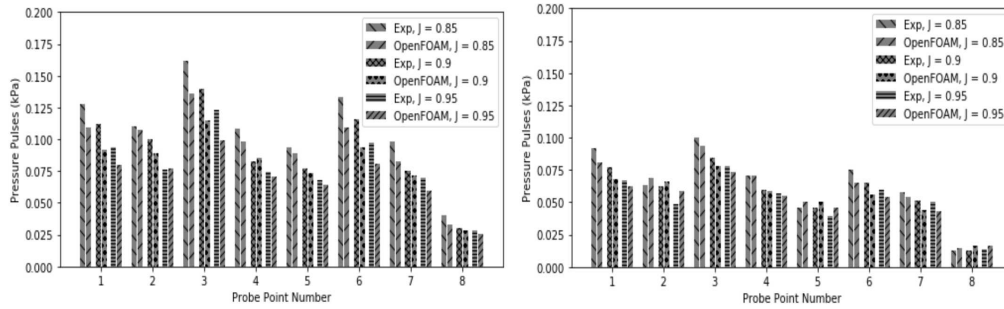 0.200
0.175
0.150
0.125
0.100
0.075
0.050
0.025
0.000
Pressure Pulses (kPa)
Exp, J = 0.85
OpenFOAM, J = 0.85
Exp, J = 0.9
OpenFOAM, J = 0.9
Exp, J = 0.95
OpenFOAM, J = 0.95
1 2 3 4 5 6 7 8
Probe Point Number
0.200
0.175
0.150
0.125
0.100
0.075
0.050
0.025
0.000
Pressure Pulses (kPa)
Exp, J = 0.85
OpenFOAM, J = 0.85
Exp, J = 0.9
OpenFOAM, J = 0.9
Exp, J = 0.95
OpenFOAM, J = 0.95
1 2 3 4 5 6 7 8
Probe Point Number